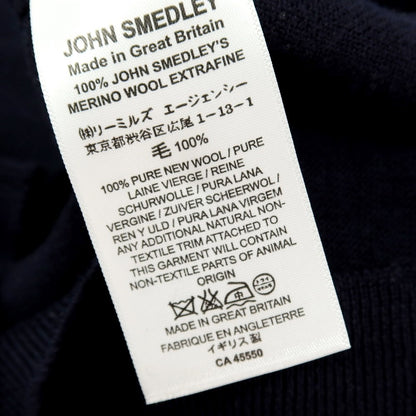 JOHN SMEDLEY
Made in Great Britain
100% JOHN SMEDLEY'S
MERINO WOOL EXTRAFINE
㈱リーミルズ エージェンシー
東京都渋谷区広尾1-13-1
毛 100%
100% PURE NEW WOOL / PURE
LAINE VIERGE / REINE
SCHURWOLLE / PURA LANA
VERGINE / ZUIVER SCHEERWOL /
REN Y ULD / PURA LANA VIRGEM
ANY ADDITIONAL NATURAL NON-
TEXTILE TRIM ATTACHED TO
THIS GARMENT WILL CONTAIN
NON-TEXTILE PARTS OF ANIMAL
ORIGIN
MADE IN GREAT BRITAIN
FABRIQUE EN ANGLETERRE
イギリス製
CA 45550